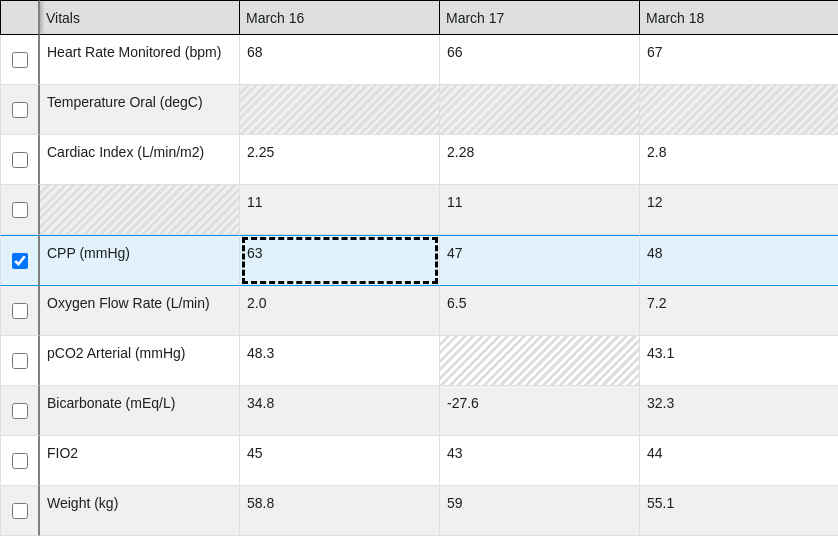 Vitals March 16 March 17 March 18
Heart Rate Monitored (bpm) 68 66 67
Temperature Oral (degC)
Cardiac Index (L/min/m2) 2.25 2.28 2.8
11 11 12
CPP (mmHg) 63 47 48
Oxygen Flow Rate (L/min) 2.0 6.5 7.2
pCO2 Arterial (mmHg) 48.3 43.1
Bicarbonate (mEq/L) 34.8 -27.6 32.3
FIO2 45 43 44
Weight (kg) 58.8 59 55.1